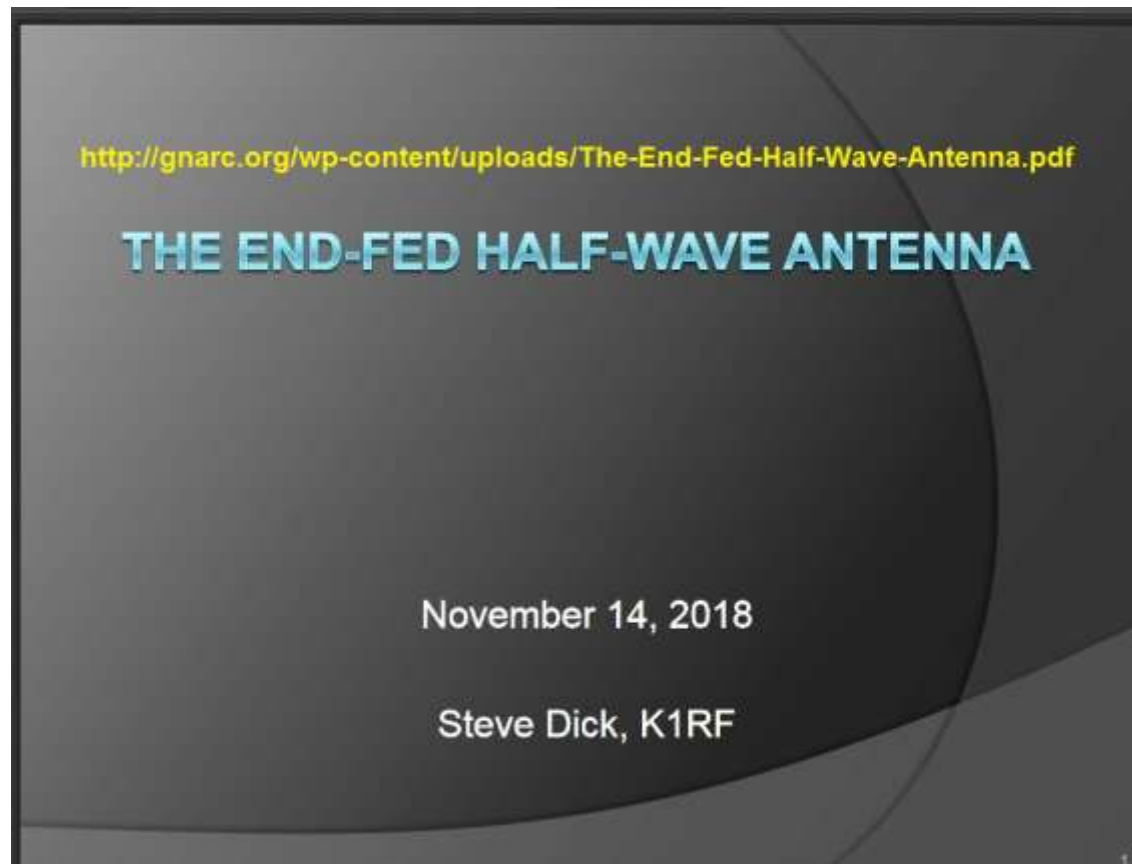 http://gnarc.org/wp-content/uploads/The-End-Fed-Half-Wave-Antenna.pdf
THE END-FED HALF-WAVE ANTENNA
November 14, 2018
Steve Dick, K1RF
1